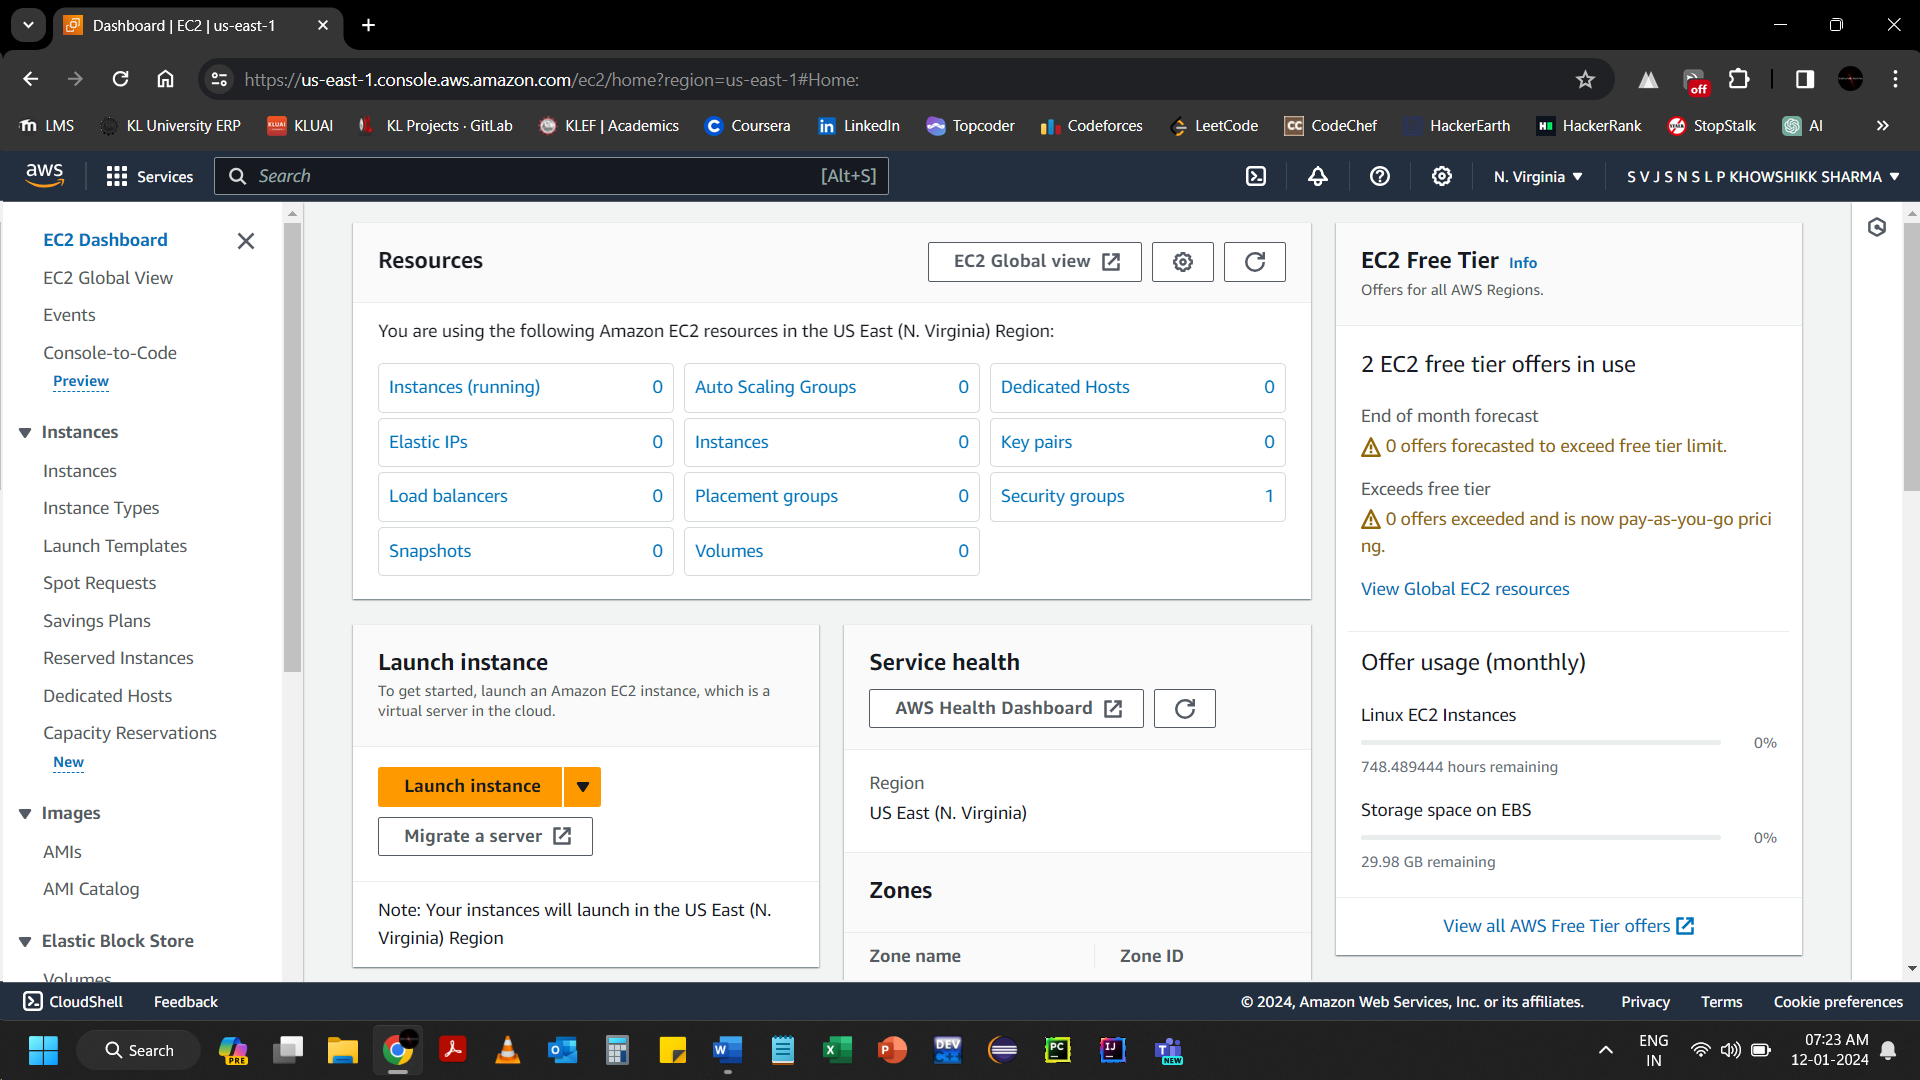 Dashboard | EC2 | us-east-1
https://us-east-1.console.aws.amazon.com/ec2/home?region=us-east-1#Home:
off
LMS
KL University ERP
KLUAI
KL Projects · GitLab
KLEF | Academics
Coursera
LinkedIn
Topcoder
Codeforces
LeetCode
CodeChef
HackerEarth
HackerRank
StopStalk
AI
aws
Services
Search
[Alt+S]
N. Virginia
S V J S N S L P KHOWSHIKK SHARMA
EC2 Dashboard
EC2 Global View
Events
Console-to-Code
Preview
Instances
Instances
Instance Types
Launch Templates
Spot Requests
Savings Plans
Reserved Instances
Dedicated Hosts
Capacity Reservations
New
Images
AMIs
AMI Catalog
Elastic Block Store
Volumes
Resources
EC2 Global view
You are using the following Amazon EC2 resources in the US East (N. Virginia) Region:
Instances (running) 0
Auto Scaling Groups 0
Dedicated Hosts 0
Elastic IPs 0
Instances 0
Key pairs 0
Load balancers 0
Placement groups 0
Security groups 1
Snapshots 0
Volumes 0
Launch instance
To get started, launch an Amazon EC2 instance, which is a
virtual server in the cloud.
Launch instance
Migrate a server
Note: Your instances will launch in the US East (N.
Virginia) Region
Service health
AWS Health Dashboard
Region
US East (N. Virginia)
Zones
Zone name
Zone ID
EC2 Free Tier Info
Offers for all AWS Regions.
2 EC2 free tier offers in use
End of month forecast
0 offers forecasted to exceed free tier limit.
Exceeds free tier
0 offers exceeded and is now pay-as-you-go prici
ng.
View Global EC2 resources
Offer usage (monthly)
Linux EC2 Instances
0%
748.489444 hours remaining
Storage space on EBS
0%
29.98 GB remaining
View all AWS Free Tier offers
CloudShell
Feedback
© 2024, Amazon Web Services, Inc. or its affiliates.
Privacy
Terms
Cookie preferences
Search
PRE
DEV
PC
IJ
NEW
ENG
IN
07:23 AM
12-01-2024